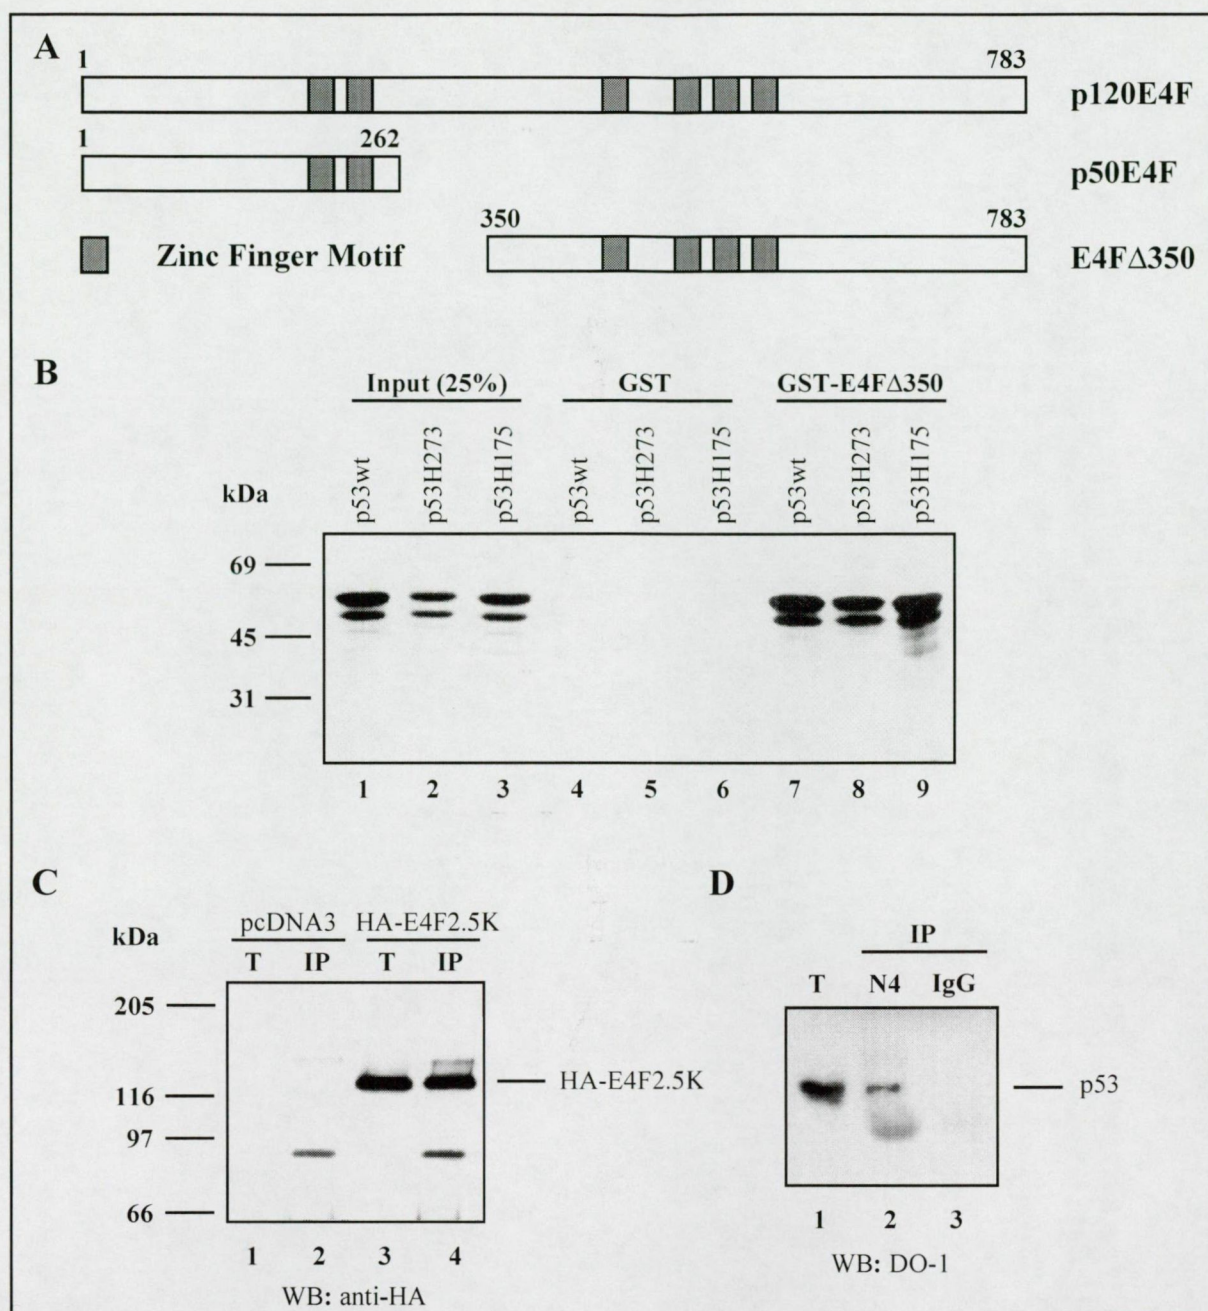 A
1 783
p120E4F
1 262
p50E4F
350 783
Zinc Finger Motif
E4FΔ350
B
Input (25%) GST GST-E4FΔ350
kDa
p53wt p53H273 p53H175 p53wt p53H273 p53H175 p53wt p53H273 p53H175
69
45
31
1 2 3 4 5 6 7 8 9
C
pcDNA3 HA-E4F2.5K
kDa
T IP T IP
205
116
97
66
HA-E4F2.5K
1 2 3 4
WB: anti-HA
D
IP
T N4 IgG
p53
1 2 3
WB: DO-1